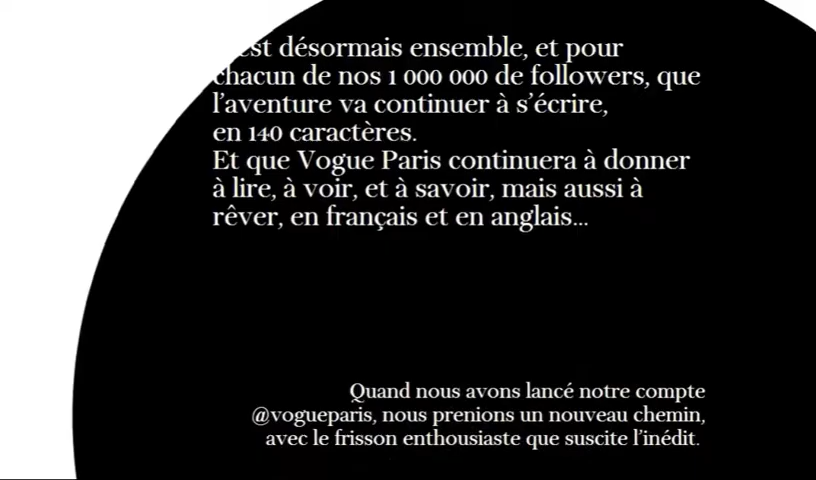 est désormais ensemble, et pour
chacun de nos 1 000 000 de followers, que
l’aventure va continuer à s’écrire,
en 140 caractères.
Et que Vogue Paris continuera à donner
à lire, à voir, et à savoir, mais aussi à
rêver, en français et en anglais...
Quand nous avons lancé notre compte
@vogueparis, nous prenions un nouveau chemin,
avec le frisson enthousiaste que suscite l’inédit.